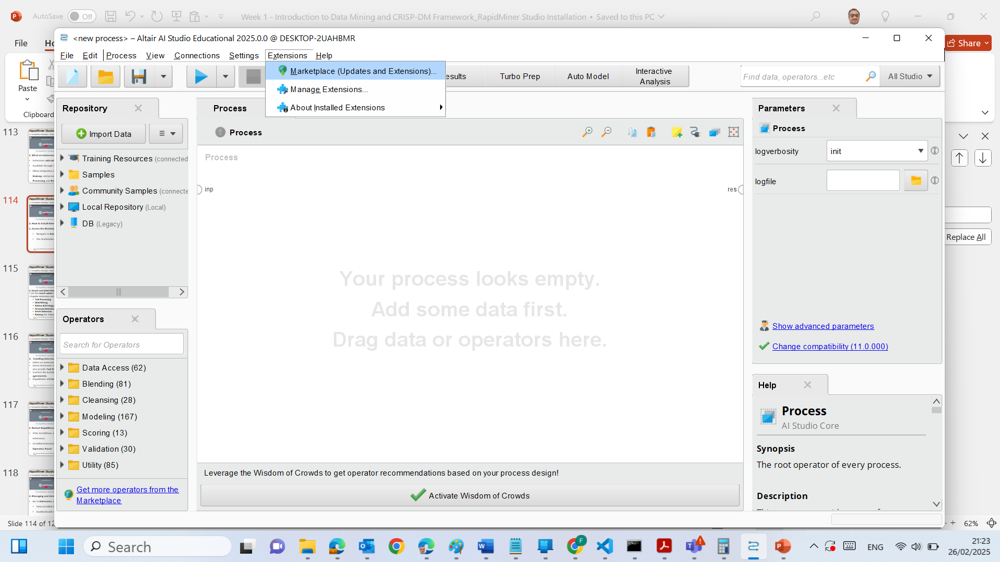 AutoSave
Off
Week 1 - Introduction to Data Mining and CRISP-DM Framework_RapidMiner Studio Installation • Saved to this PC
File
Share
Paste
Clipboard
<new process> – Altair AI Studio Educational 2025.0.0 @ DESKTOP-2UAHBMR
File Edit Process View Connections Settings Extensions Help
Marketplace (Updates and Extensions)...
Manage Extensions...
About Installed Extensions
Turbo Prep
Auto Model
Interactive
Analysis
Find data, operators...etc
All Studio
Repository
Import Data
Training Resources (connected
Samples
Community Samples (connecte
Local Repository (Local)
DB (Legacy)
Operators
Search for Operators
Data Access (62)
Blending (81)
Cleansing (28)
Modeling (167)
Scoring (13)
Validation (30)
Utility (85)
Get more operators from the
Marketplace
Process
Process
Process
inp
res
Your process looks empty.
Add some data first.
Drag data or operators here.
Leverage the Wisdom of Crowds to get operator recommendations based on your process design!
Activate Wisdom of Crowds
Parameters
Process
logverbosity
init
logfile
Show advanced parameters
Change compatibility (11.0.000)
Help
Process
AI Studio Core
Synopsis
The root operator of every process.
Description
Replace All
113
114
115
116
117
118
Slide 114 of 12
62%
Search
ENG
21:23
26/02/2025